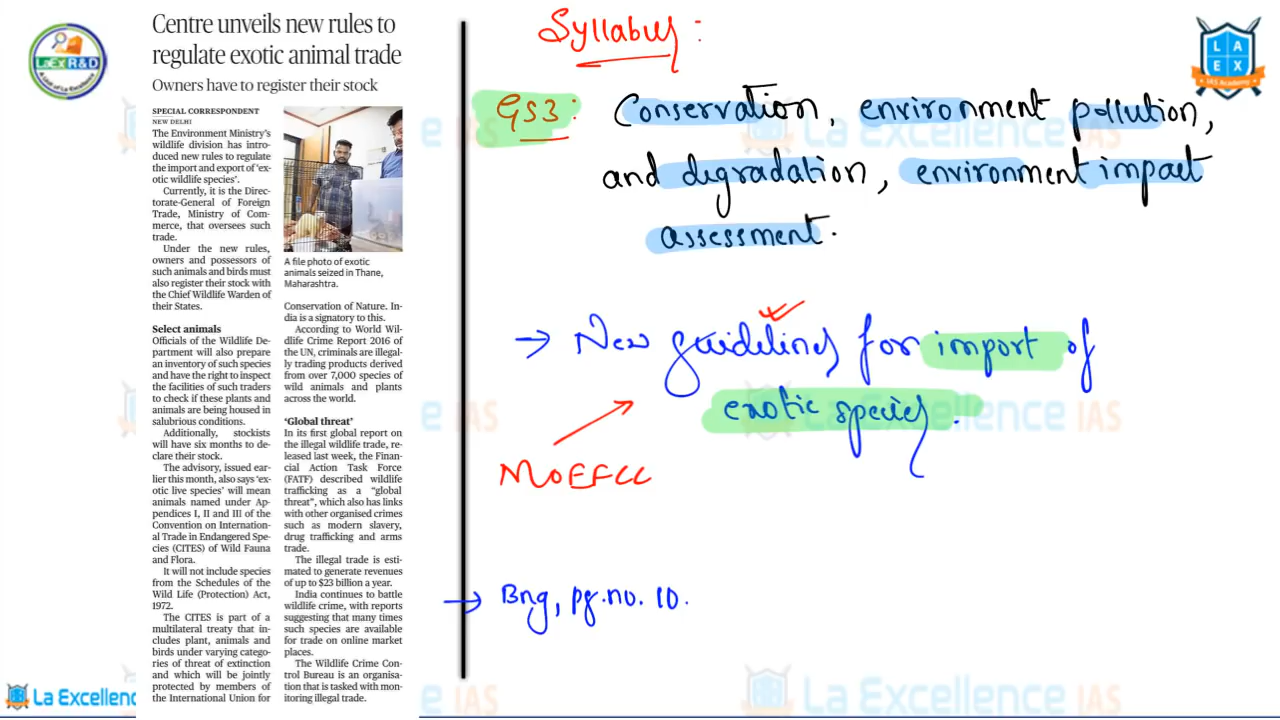 Centre unveils new rules to
regulate exotic animal trade
Owners have to register their stock
SPECIAL CORRESPONDENT
NEW DELHI
The Environment Ministry’s
wildlife division has intro-
duced new rules to regulate
the import and export of ‘ex-
otic wildlife species’.
Currently, it is the Direc-
torate-General of Foreign
Trade, Ministry of Com-
merce, that oversees such
trade.
Under the new rules,
owners and possessors of
such animals and birds must
also register their stock with
the Chief Wildlife Warden of
their States.
Select animals
Officials of the Wildlife De-
partment will also prepare
an inventory of such species
and have the right to inspect
the facilities of such traders
to check if these plants and
animals are being housed in
salubrious conditions.
Additionally, stockists
will have six months to de-
clare their stock.
The advisory, issued earl-
ier this month, also says ‘ex-
otic live species’ will mean
animals named under Ap-
pendices I, II and III of the
Convention on Internation-
al Trade in Endangered Spe-
cies (CITES) of Wild Fauna
and Flora.
It will not include species
from the Schedules of the
Wild Life (Protection) Act,
1972.
The CITES is part of a
multilateral treaty that in-
cludes plant, animals and
birds under varying catego-
ries of threat of extinction
and which will be jointly
protected by members of
the International Union for
A file photo of exotic
animals seized in Thane,
Maharashtra.
Conservation of Nature. In-
dia is a signatory to this.
According to World Wil-
dlife Crime Report 2016 of
the UN, criminals are illegal-
ly trading products derived
from over 7,000 species of
wild animals and plants
across the world.
‘Global threat’
In its first global report on
the illegal wildlife trade, re-
leased last week, the Finan-
cial Action Task Force
(FATF) described wildlife
trafficking as a “global
threat”, which also has links
with other organised crimes
such as modern slavery,
drug trafficking and arms
trade.
The illegal trade is esti-
mated to generate revenues
of up to $23 billion a year.
India continues to battle
wildlife crime, with reports
suggesting that many times
such species are available
for trade on online market
places.
The Wildlife Crime Con-
trol Bureau is an organisa-
tion that is tasked with mon-
itoring illegal trade.
Syllabus :
GS3 : Conservation, environment pollution,
and degradation, environment impact
assessment.
→ New guidelines for import of
exotic species.
MoEFCC
→ Bng, pg.no. 10.
LaEx R&D
L A
E X
IAS Academy
La Excellence
La Excellence IAS
La Excellence IAS